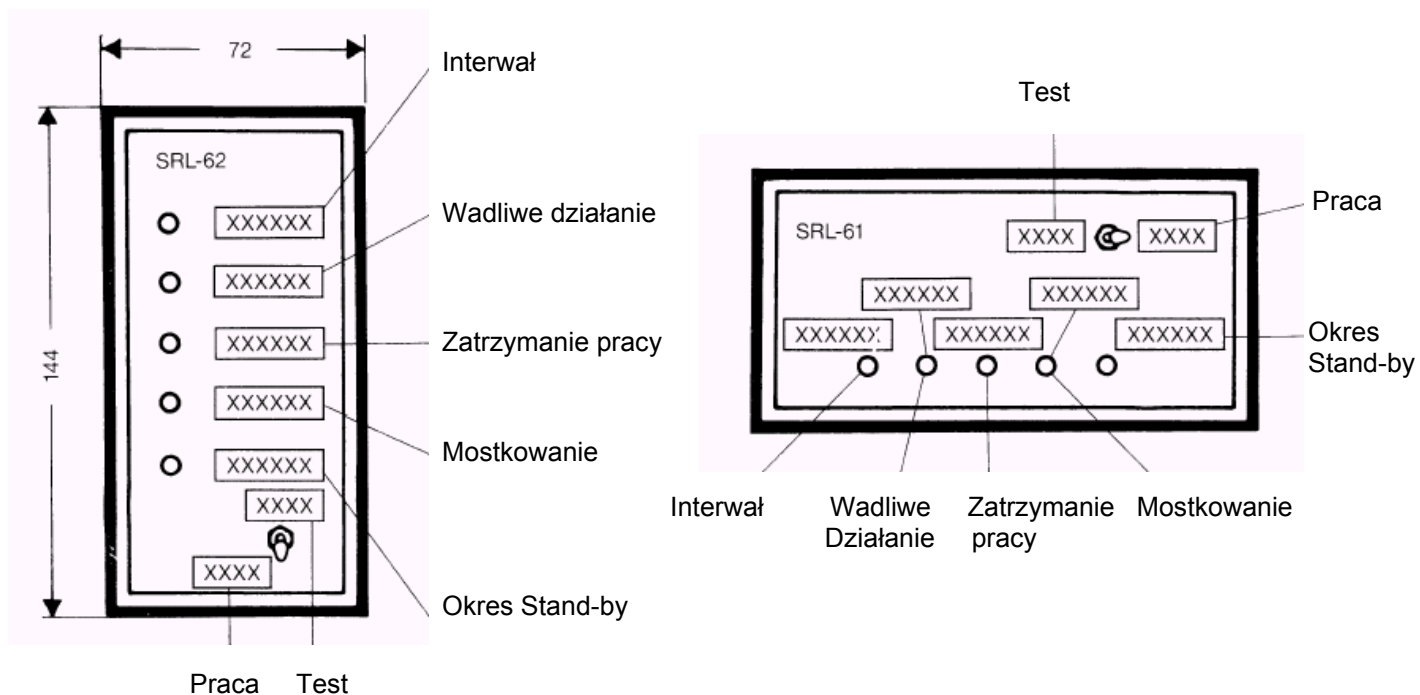 72
144
SRL-62
XXXXXX
XXXXXX
XXXXXX
XXXXXX
XXXXXX
XXXX
XXXX
Interwał
Wadliwe działanie
Zatrzymanie pracy
Mostkowanie
Okres Stand-by
Praca Test
Test
SRL-61
XXXX XXXX
Praca
XXXXXX XXXXXX
XXXXXX XXXXXX XXXXXX
Okres
Stand-by
Interwał Wadliwe Zatrzymanie Mostkowanie
Działanie pracy